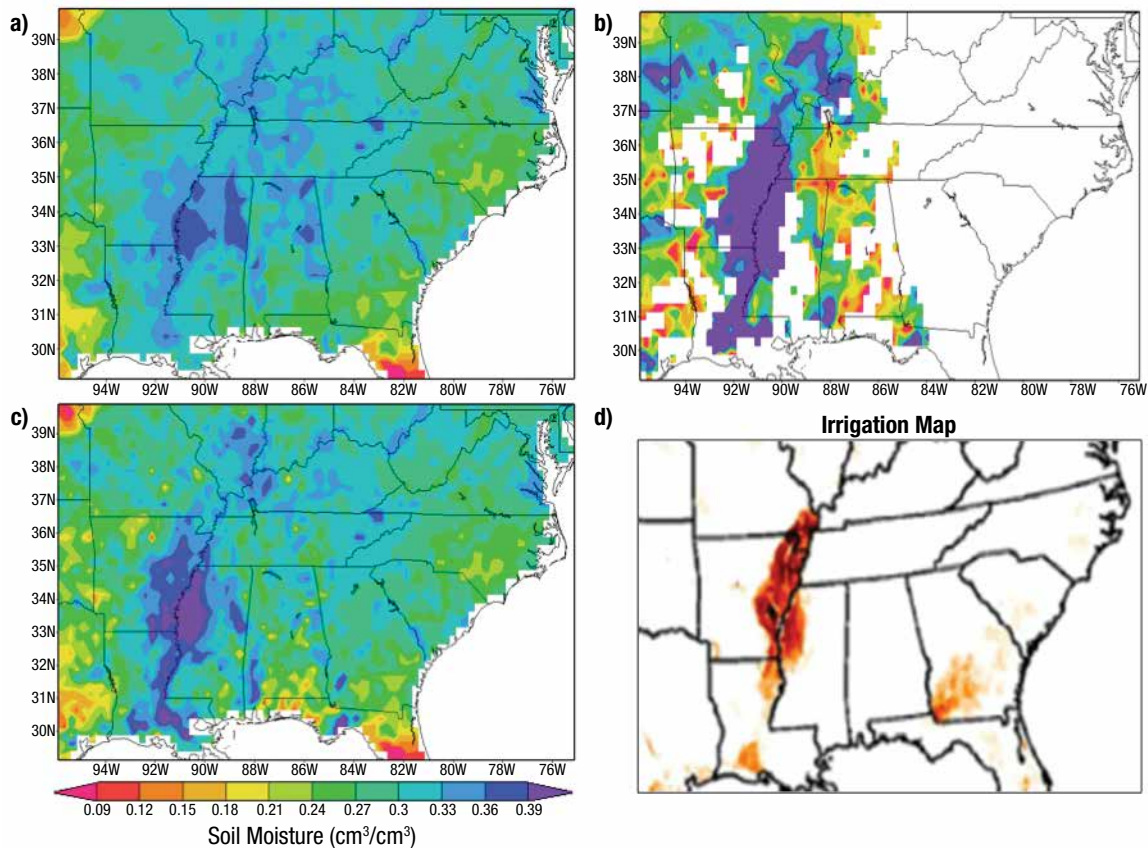 a)
39N
38N
37N
36N
35N
34N
33N
32N
31N
30N
94W 92W 90W 88W 86W 84W 82W 80W 78W 76W
b)
39N
38N
37N
36N
35N
34N
33N
32N
31N
30N
94W 92W 90W 88W 86W 84W 82W 80W 78W 76W
c)
39N
38N
37N
36N
35N
34N
33N
32N
31N
30N
94W 92W 90W 88W 86W 84W 82W 80W 78W 76W
0.09 0.12 0.15 0.18 0.21 0.24 0.27 0.3 0.33 0.36 0.39
Soil Moisture (cm³/cm³)
d)
Irrigation Map